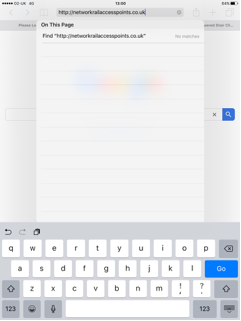 O2-UK 4G 13:00
http://networkrailaccesspoints.co.uk
On This Page
Find "http://networkrailaccesspoints.co.uk" No matches
q w e r t y u i o p
a s d f g h j k l Go
z x c v b n m ! , ? .
.?123 .?123